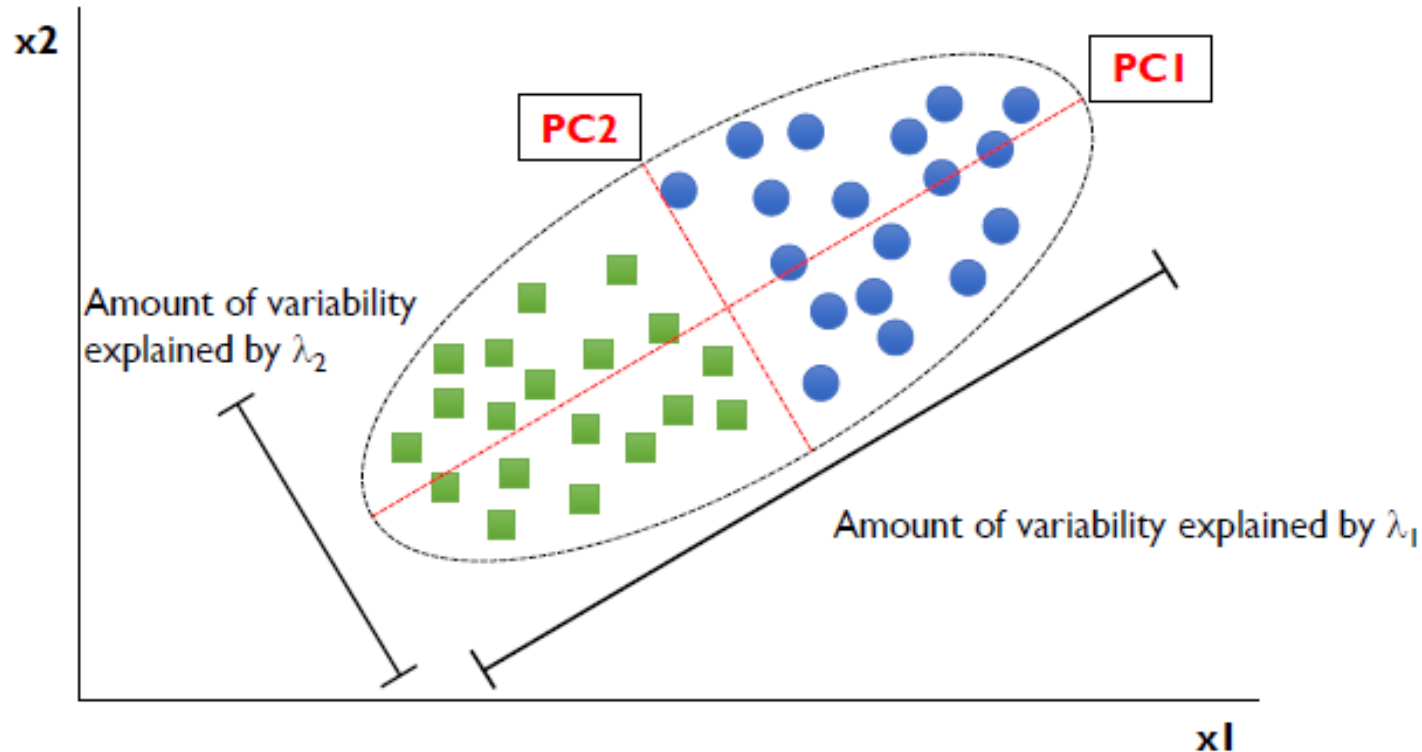 x2
PC1
PC2
Amount of variability
explained by λ₂
Amount of variability explained by λ₁
x1